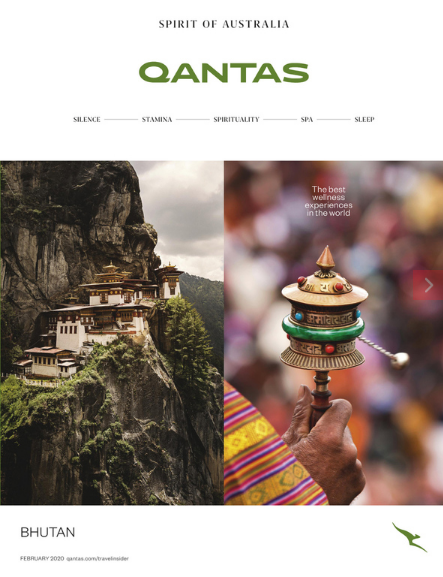 SPIRIT OF AUSTRALIA
QANTAS
SILENCE STAMINA SPIRITUALITY SPA SLEEP
The best
wellness
experiences
in the world
BHUTAN
FEBRUARY 2020 qantas.com/travelinsider